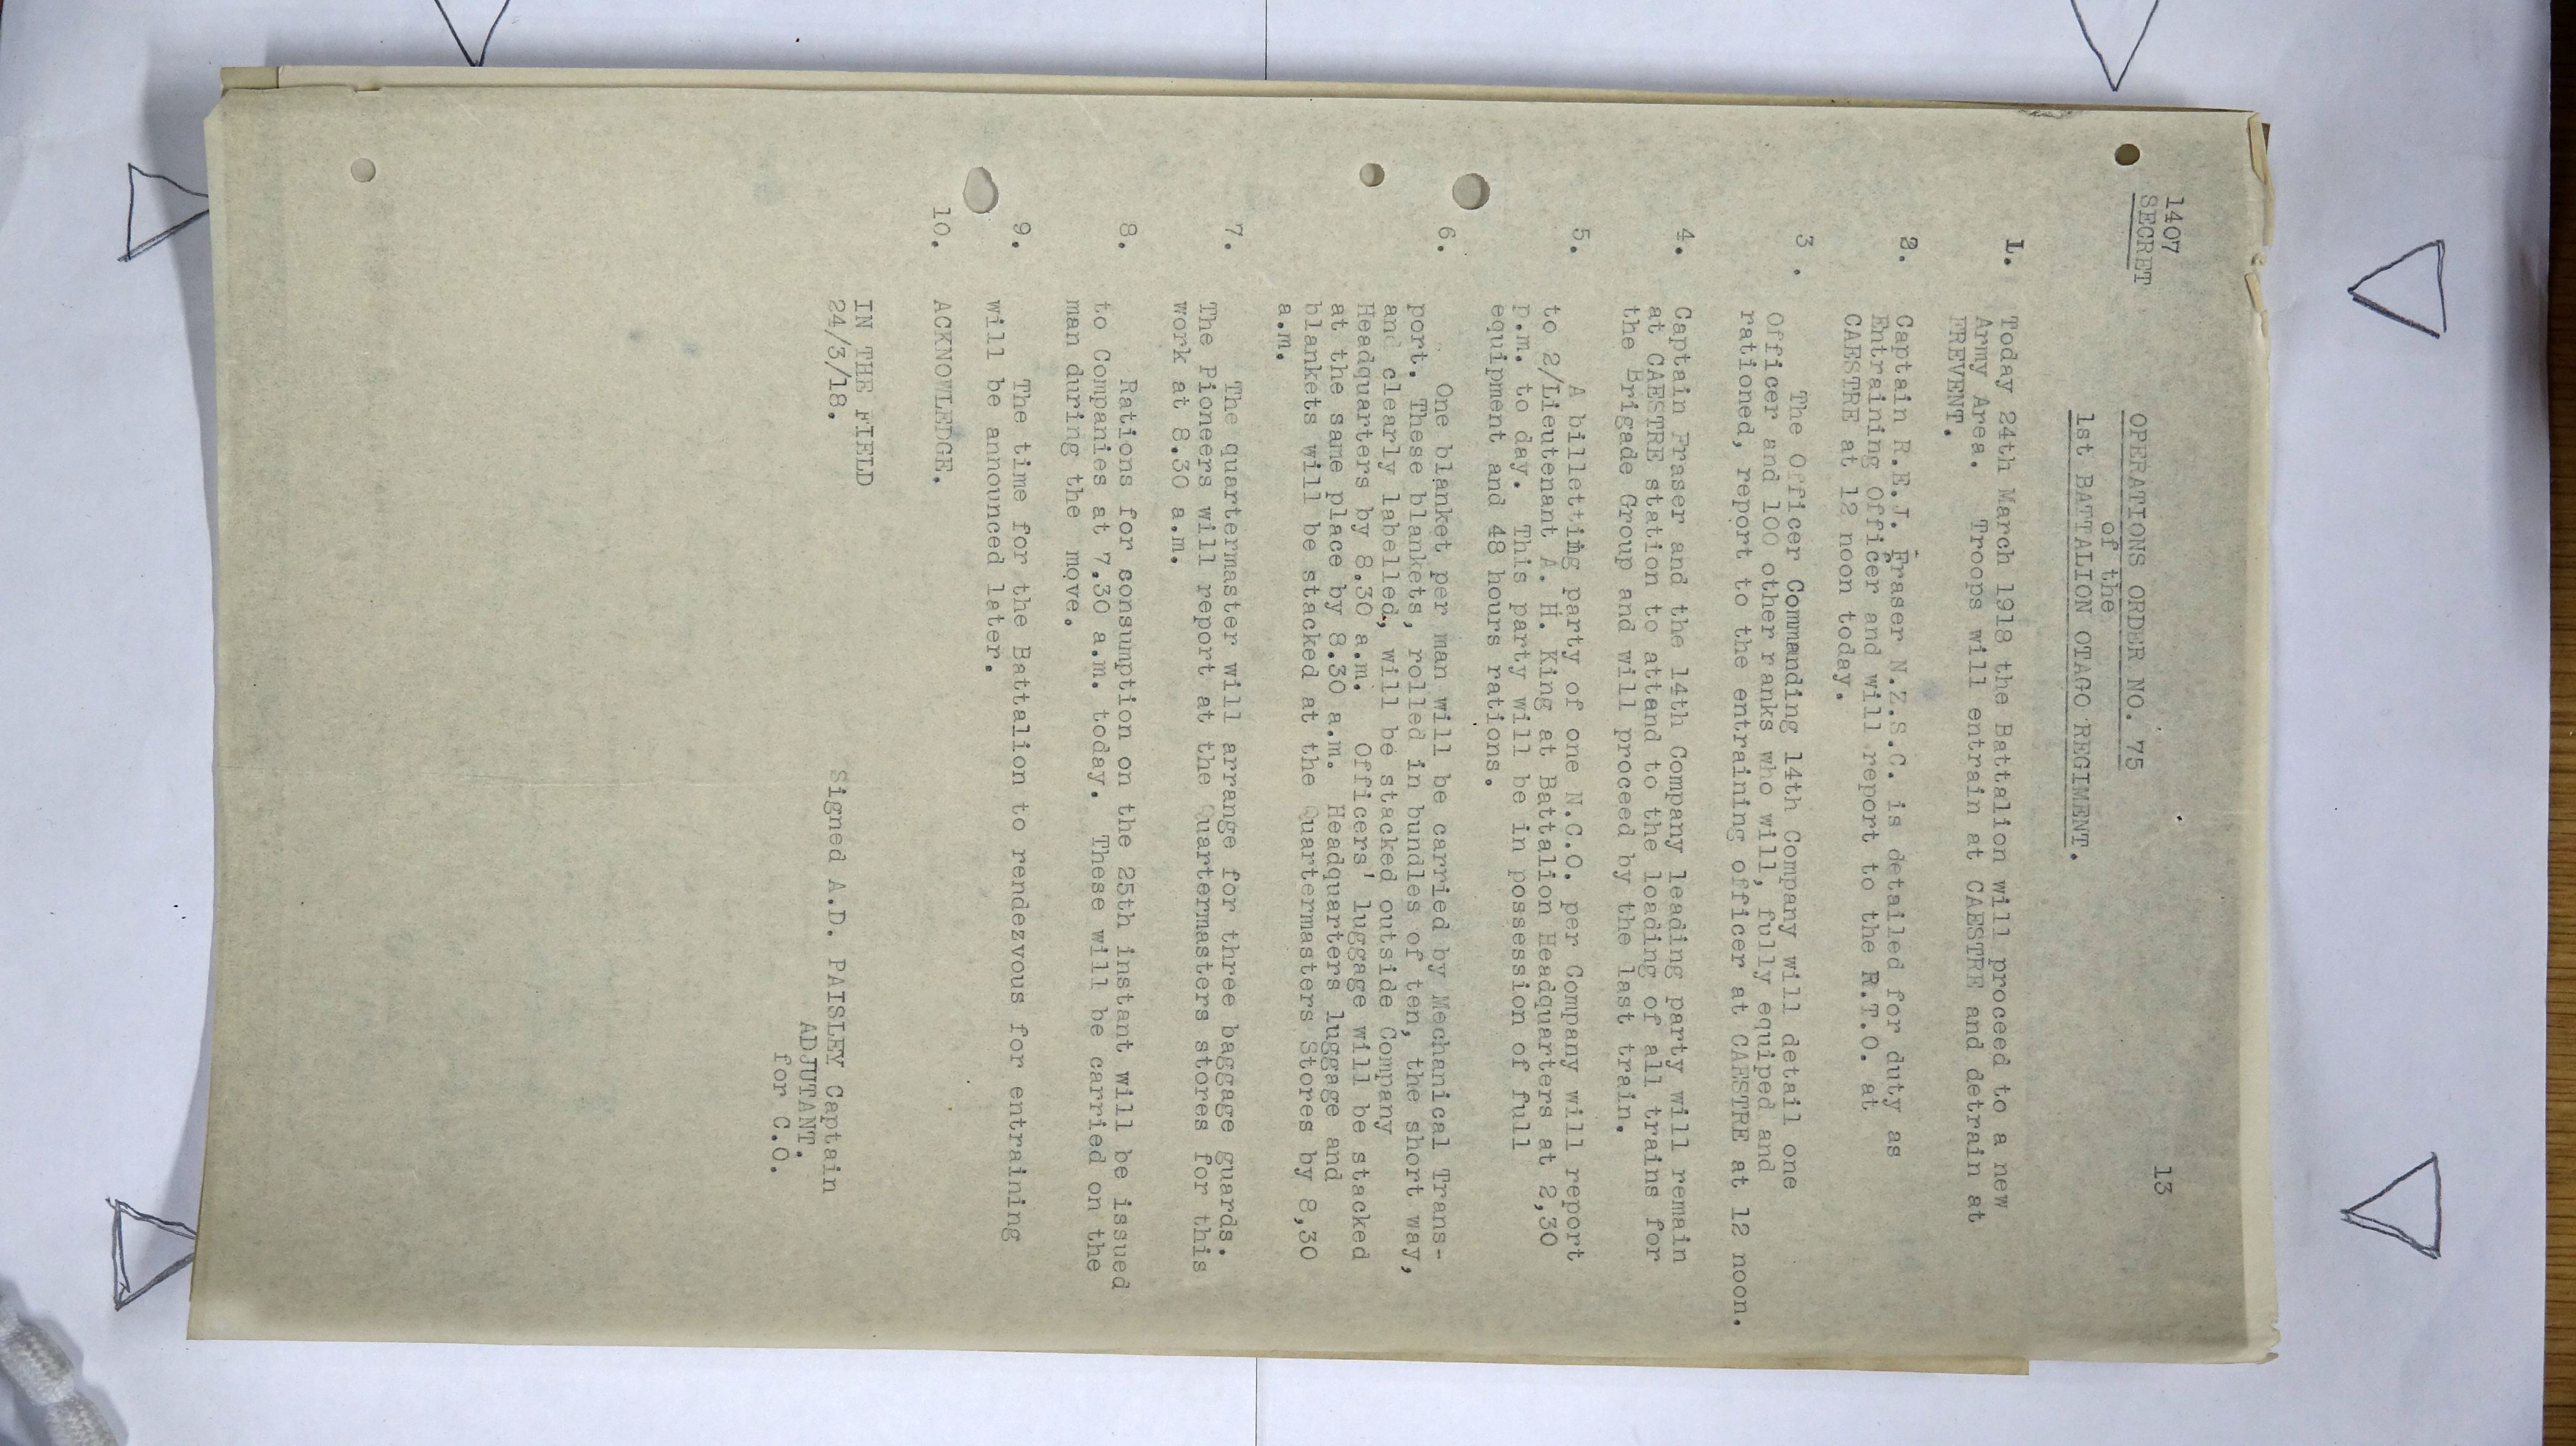 1407
SECRET
13
OPERATIONS ORDER NO. 75
of the
1st BATTALION OTAGO REGIMENT.
1. Today 24th March 1918 the Battalion will proceed to a new
Army Area. Troops will entrain at CAESTRE and detrain at
FREVENT.
2. Captain R.E.J. Fraser N.Z.S.C. is detailed for duty as
Entraining Officer and will report to the R.T.O. at
CAESTRE at 12 noon today.
3. The Officer Commanding 14th Company will detail one
Officer and 100 other ranks who will, fully equiped and
rationed, report to the entraining officer at CAESTRE at 12 noon.
4. Captain Fraser and the 14th Company leading party will remain
at CAESTRE station to attand to the loading of all trains for
the Brigade Group and will proceed by the last train.
5. A billetting party of one N.C.O. per Company will report
to 2/Lieutenant A. H. King at Battalion Headquarters at 2,30
p.m. to day. This party will be in possession of full
equipment and 48 hours rations.
6. One blanket per man will be carried by Mechanical Trans-
port. These blankets, rolled in bundles of ten, the short way,
and clearly labelled, will be stacked outside Company
Headquarters by 8.30 a.m. Officers' luggage will be stacked
at the same place by 8.30 a.m. Headquarters luggage and
blankets will be stacked at the Quartermasters Stores by 8,30
a.m.
7. The quartermaster will arrange for three baggage guards.
The Pioneers will report at the Quartermasters stores for this
work at 8.30 a.m.
8. Rations for consumption on the 25th instant will be issued
to Companies at 7.30 a.m. today. These will be carried on the
man during the move.
9. The time for the Battalion to rendezvous for entraining
will be announced later.
10. ACKNOWLEDGE.
IN THE FIELD
24/3/18.
Signed A.D. PAISLEY Captain
ADJUTANT.
for C.O.